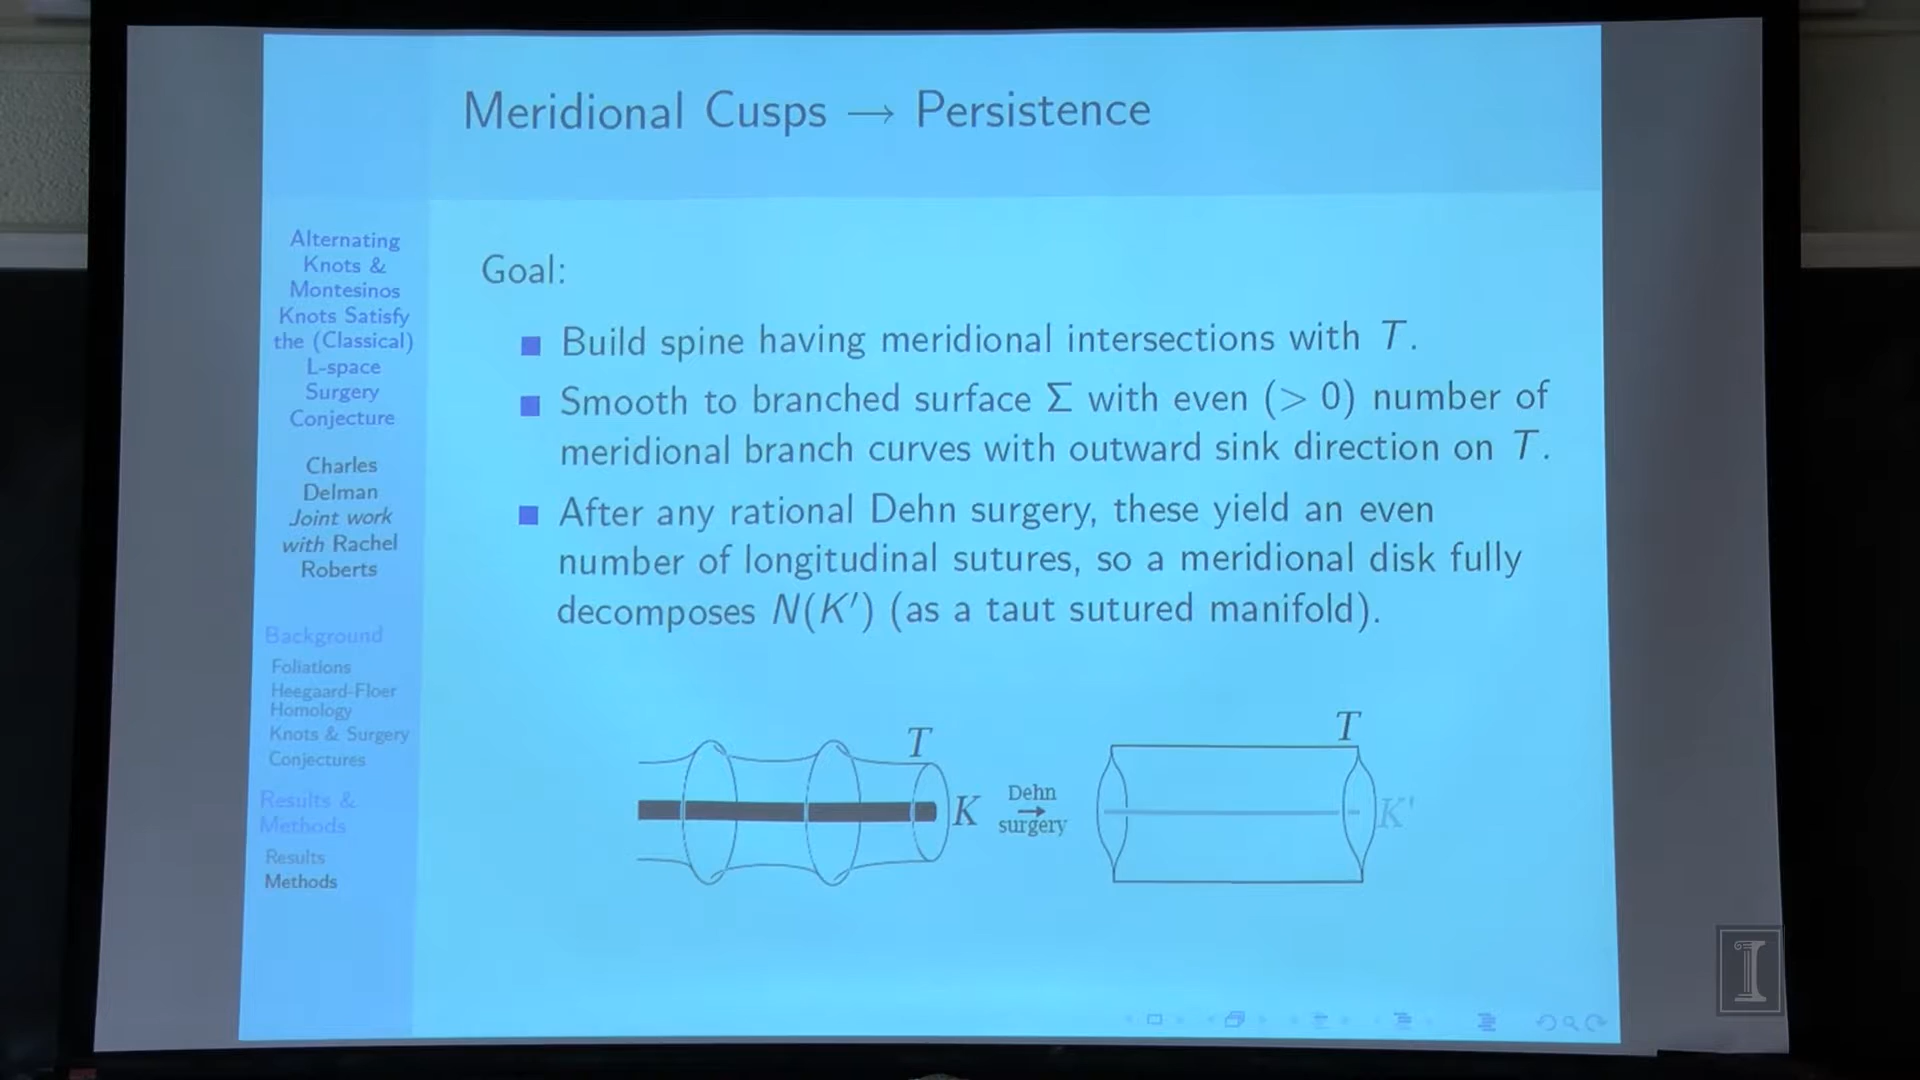 Meridional Cusps → Persistence
Alternating
Knots &
Montesinos
Knots Satisfy
the (Classical)
L-space
Surgery
Conjecture
Charles
Delman
Joint work
with Rachel
Roberts
Background
Foliations
Heegaard-Floer
Homology
Knots & Surgery
Conjectures
Results &
Methods
Results
Methods
Goal:
Build spine having meridional intersections with T.
Smooth to branched surface Σ with even (> 0) number of
meridional branch curves with outward sink direction on T.
After any rational Dehn surgery, these yield an even
number of longitudinal sutures, so a meridional disk fully
decomposes N(K′) (as a taut sutured manifold).
T
K
Dehn
→
surgery
T
K'
I